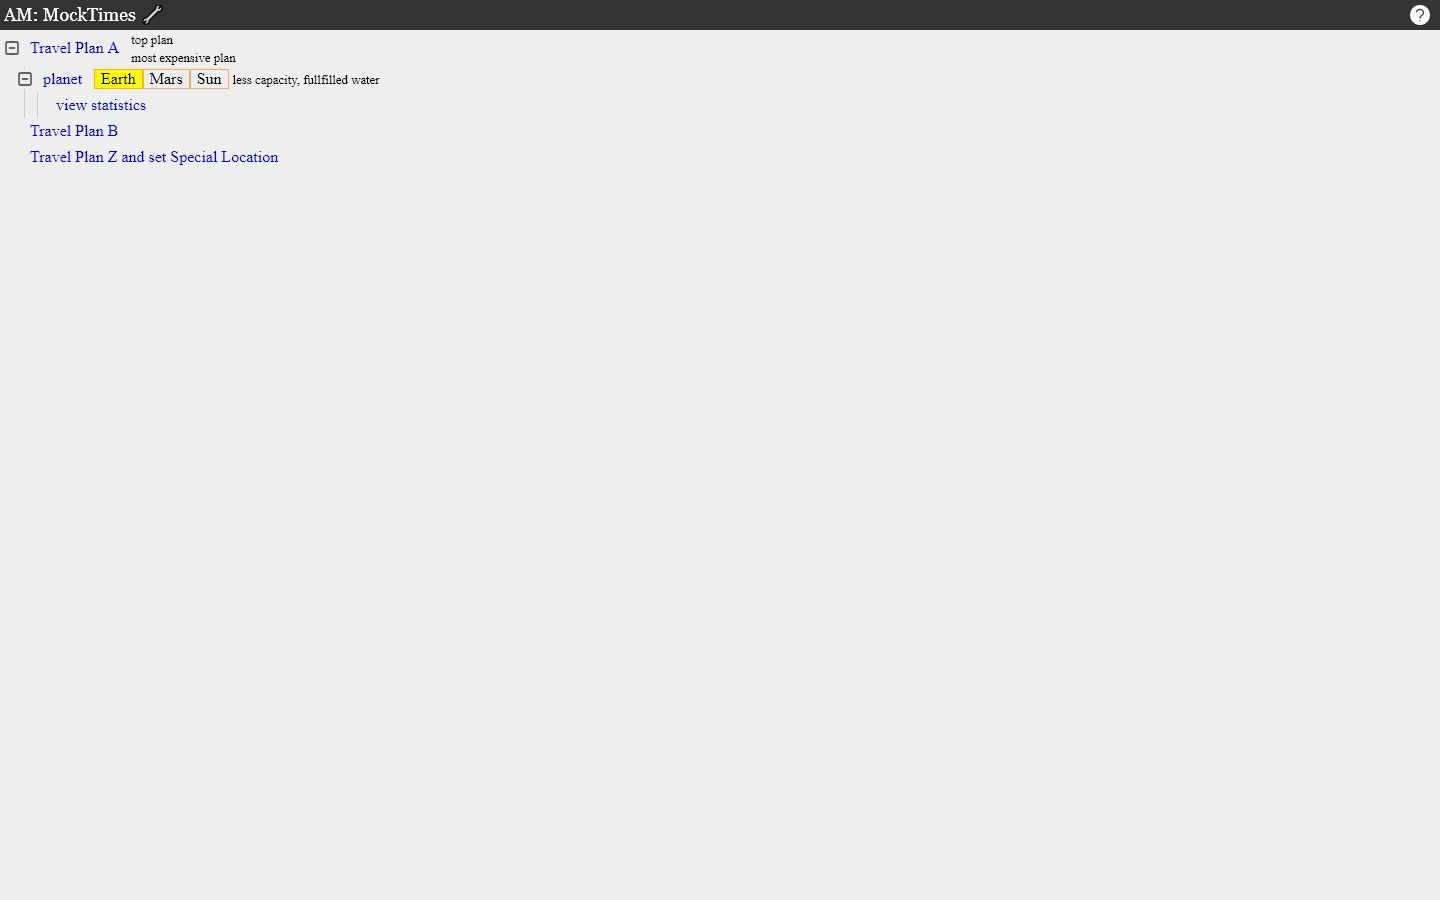 AM: MockTimes
?
Travel Plan A
top plan
most expensive plan
planet Earth Mars Sun less capacity, fullfilled water
view statistics
Travel Plan B
Travel Plan Z and set Special Location